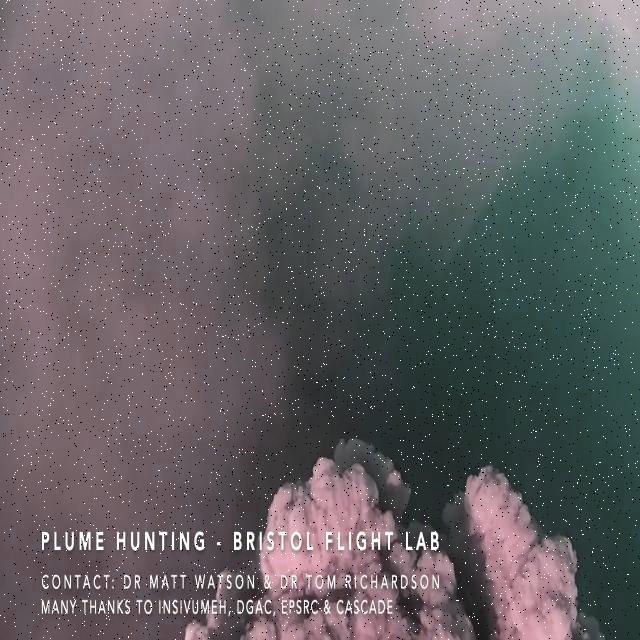 PLUME HUNTING - BRISTOL FLIGHT LAB
CONTACT: DR MATT WATSON & DR TOM RICHARDSON
MANY THANKS TO INSIVUMEH, DGAC, EPSRC & CASCADE